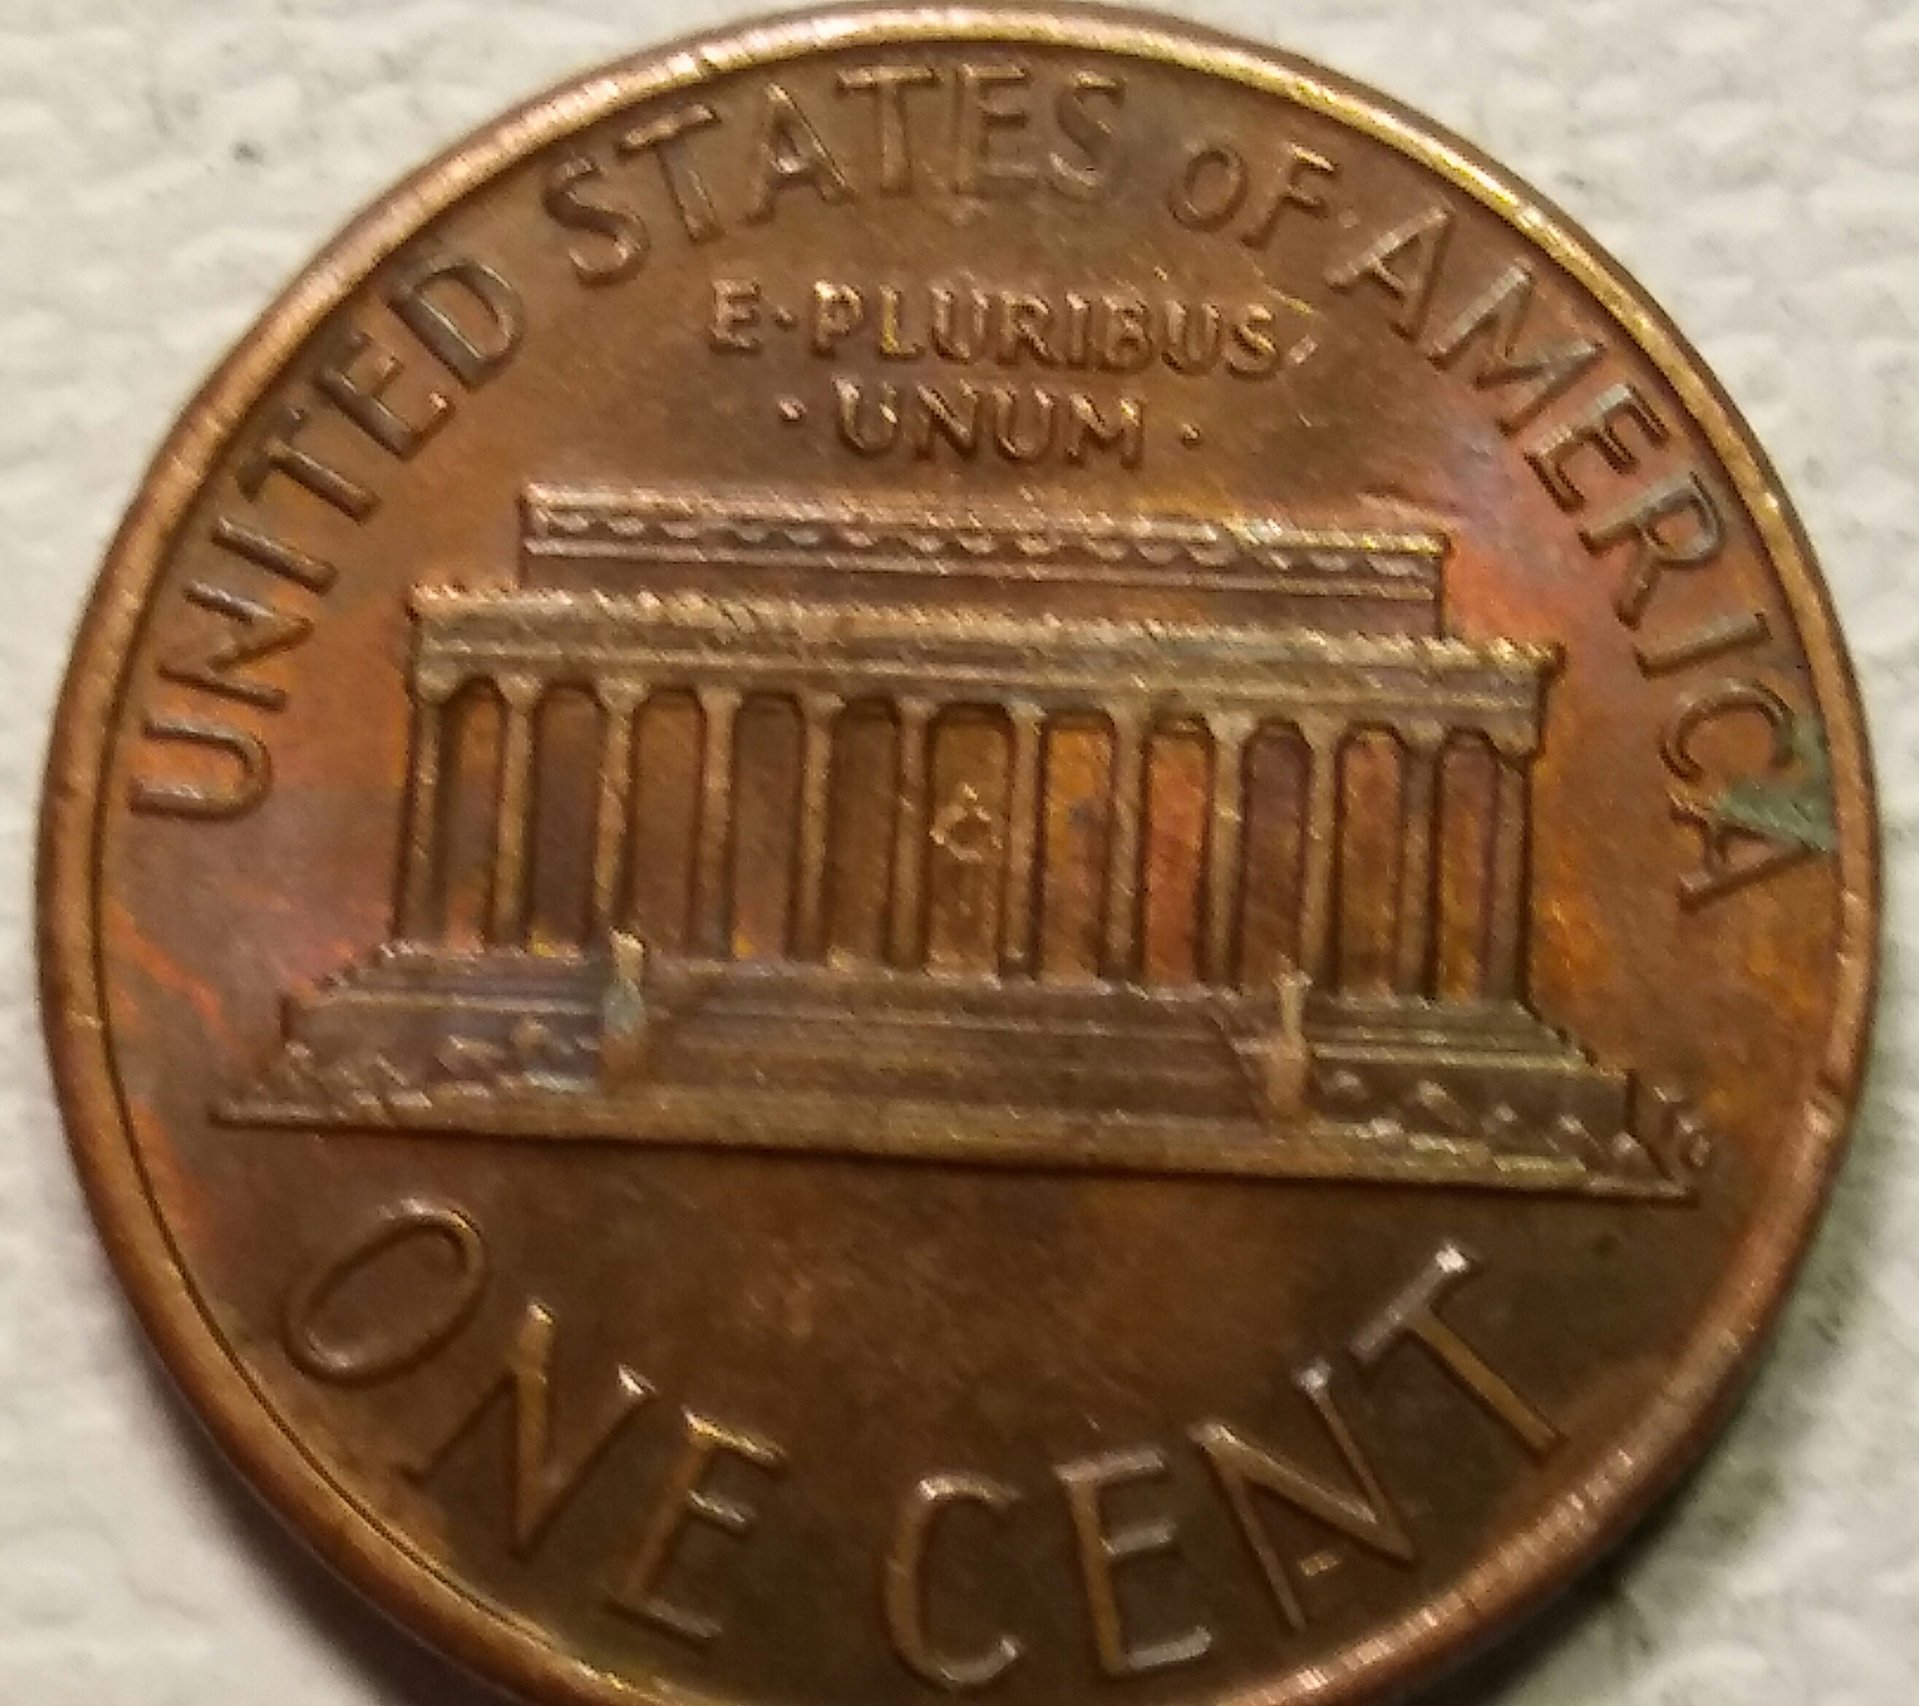 UNITED STATES OF AMERICA
E·PLURIBUS
·UNUM·
ONE CENT